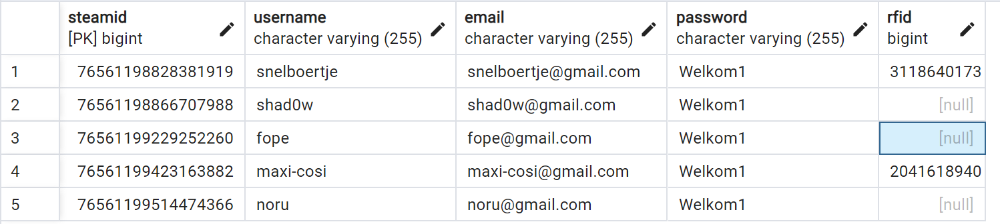 steamid username email password rfid
[PK] bigint character varying (255) character varying (255) character varying (255) bigint
1 76561198828381919 snelboertje snelboertje@gmail.com Welkom1 3118640173
2 76561198866707988 shad0w shad0w@gmail.com Welkom1 [null]
3 76561199229252260 fope fope@gmail.com Welkom1 [null]
4 76561199423163882 maxi-cosi maxi-cosi@gmail.com Welkom1 2041618940
5 76561199514474366 noru noru@gmail.com Welkom1 [null]